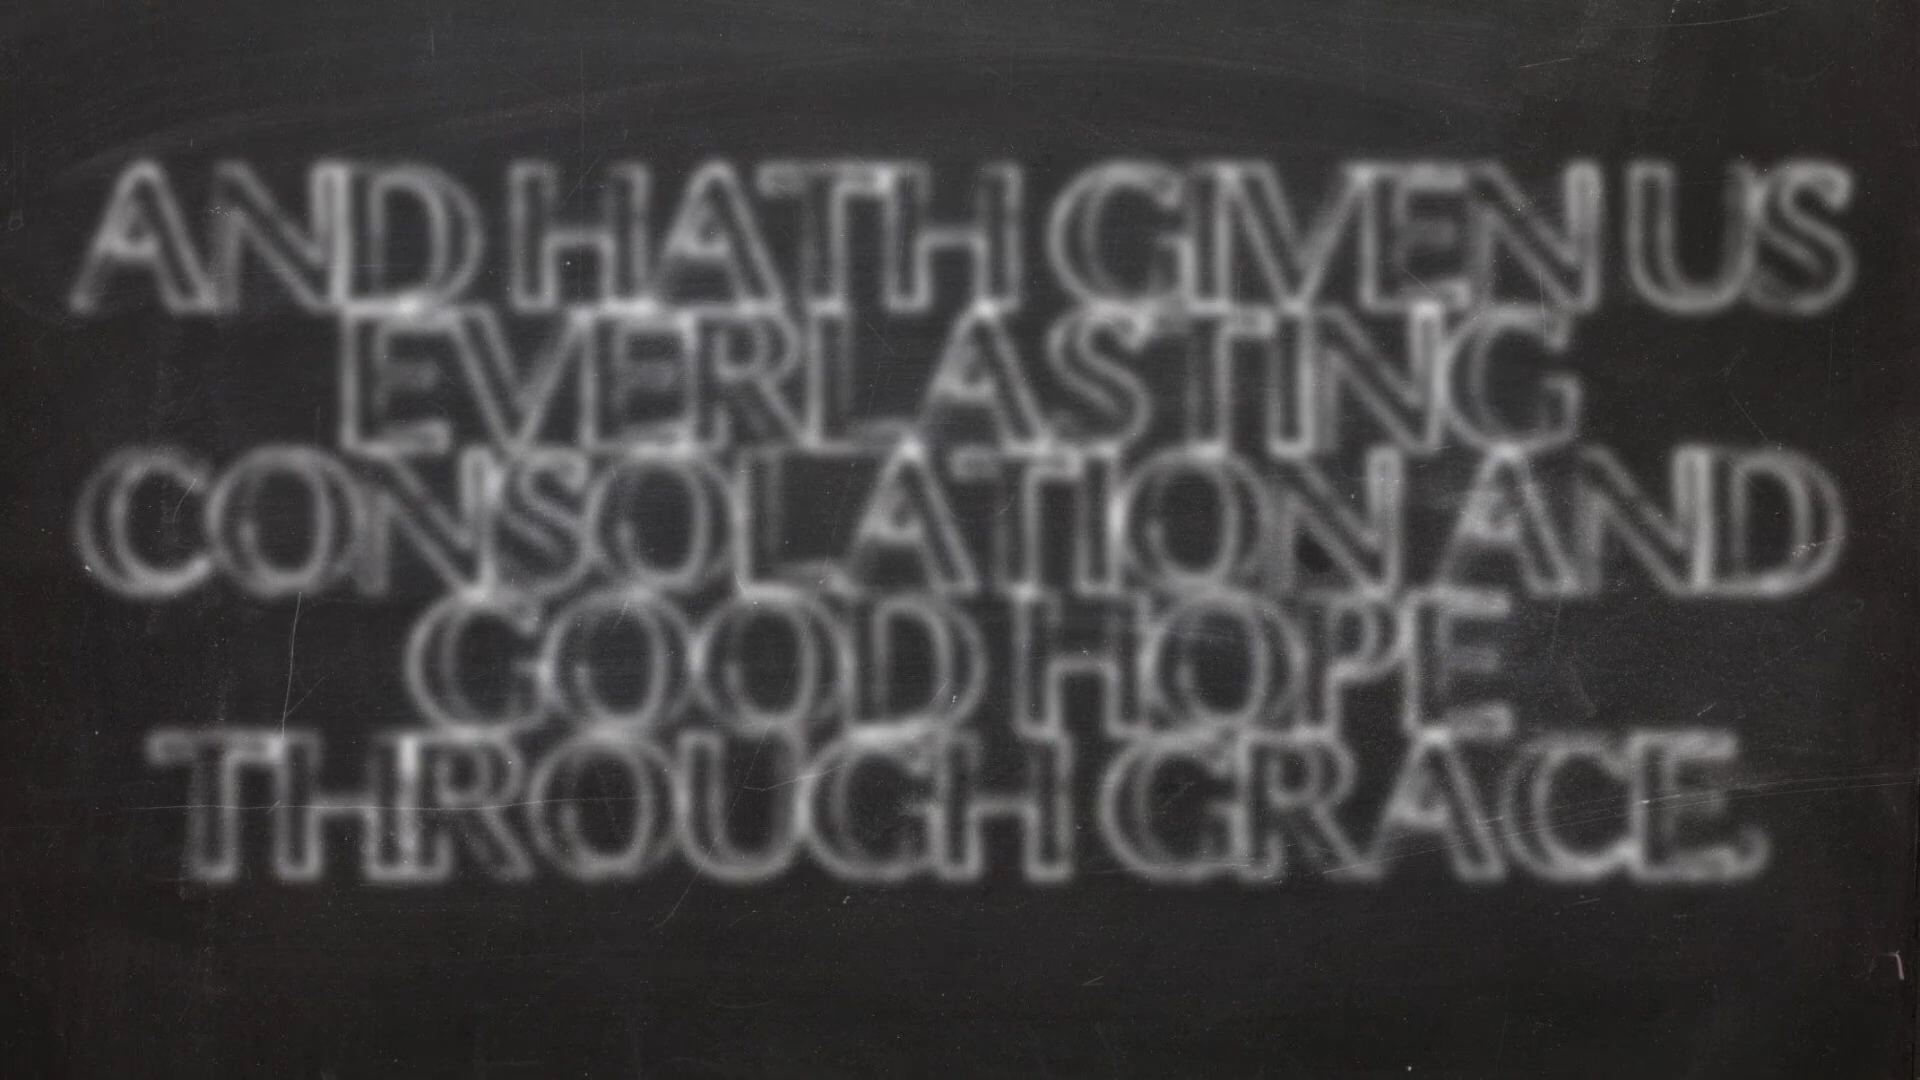 AND HATH GIVEN US
EVERLASTING
CONSOLATION AND
GOOD HOPE
THROUGH GRACE,